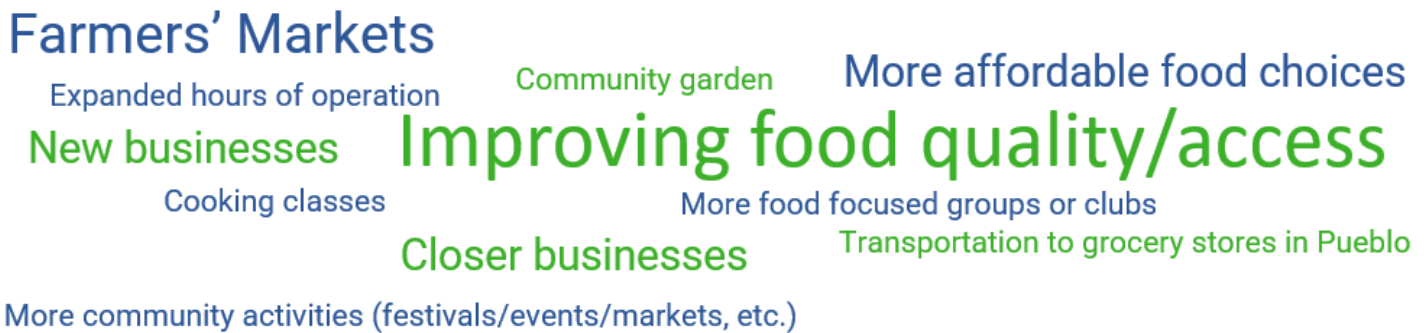 Farmers’ Markets
More affordable food choices
Community garden
Expanded hours of operation
Improving food quality/access
New businesses
Cooking classes
More food focused groups or clubs
Transportation to grocery stores in Pueblo
Closer businesses
More community activities (festivals/events/markets, etc.)